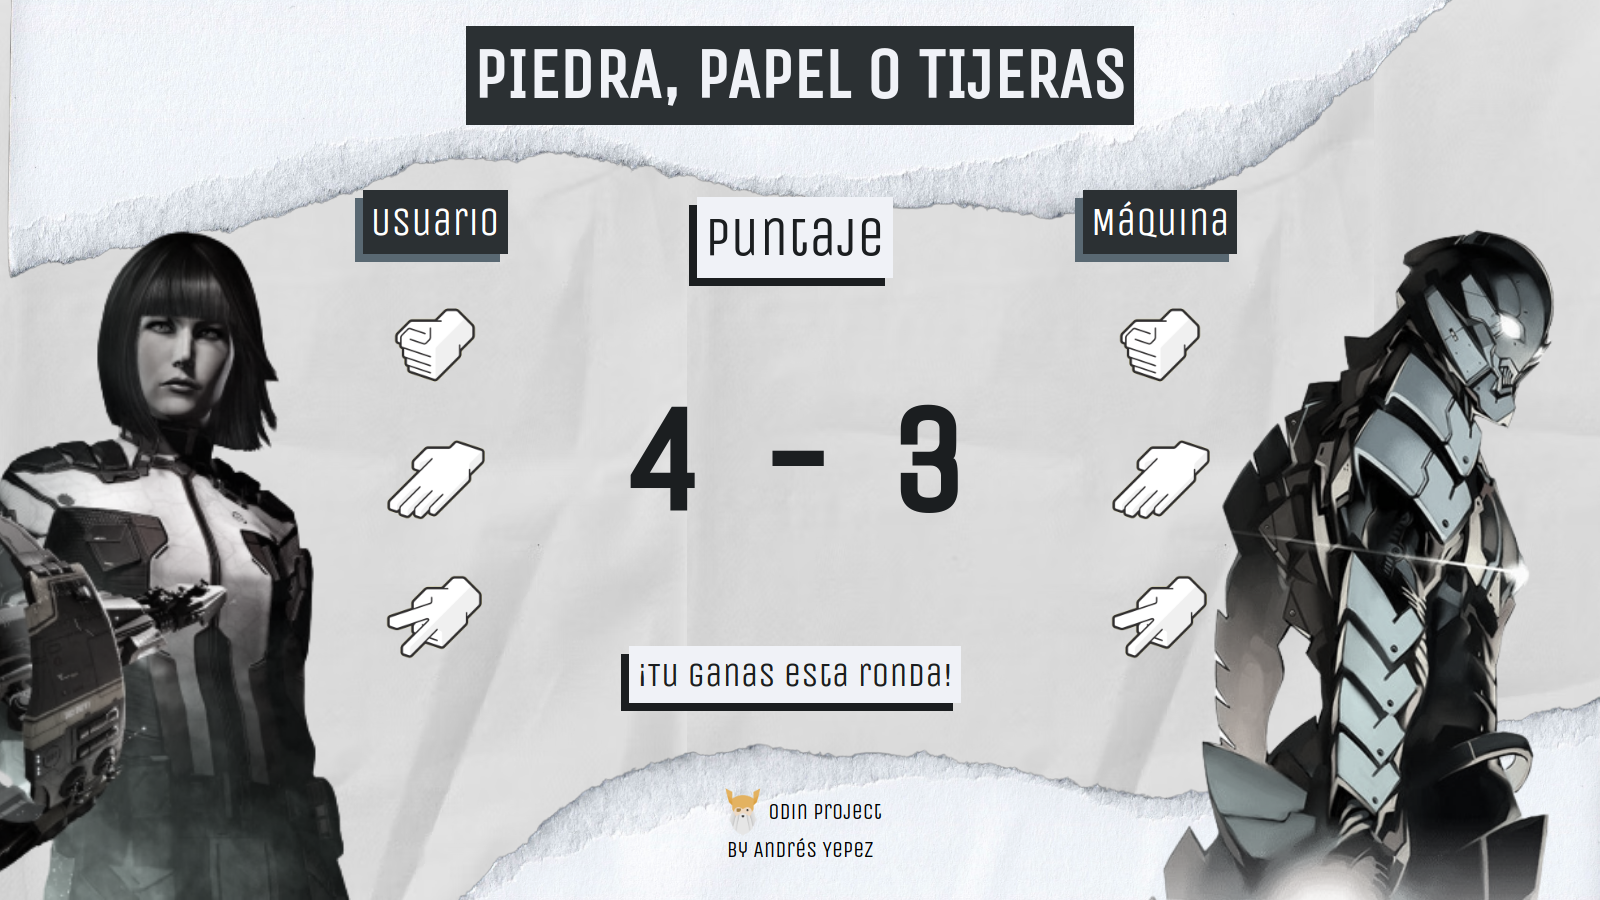 PIEDRA, PAPEL O TIJERAS
Usuario
Puntaje
Máquina
4 - 3
¡Tu ganas esta ronda!
Odin Project
By Andrés Yepez